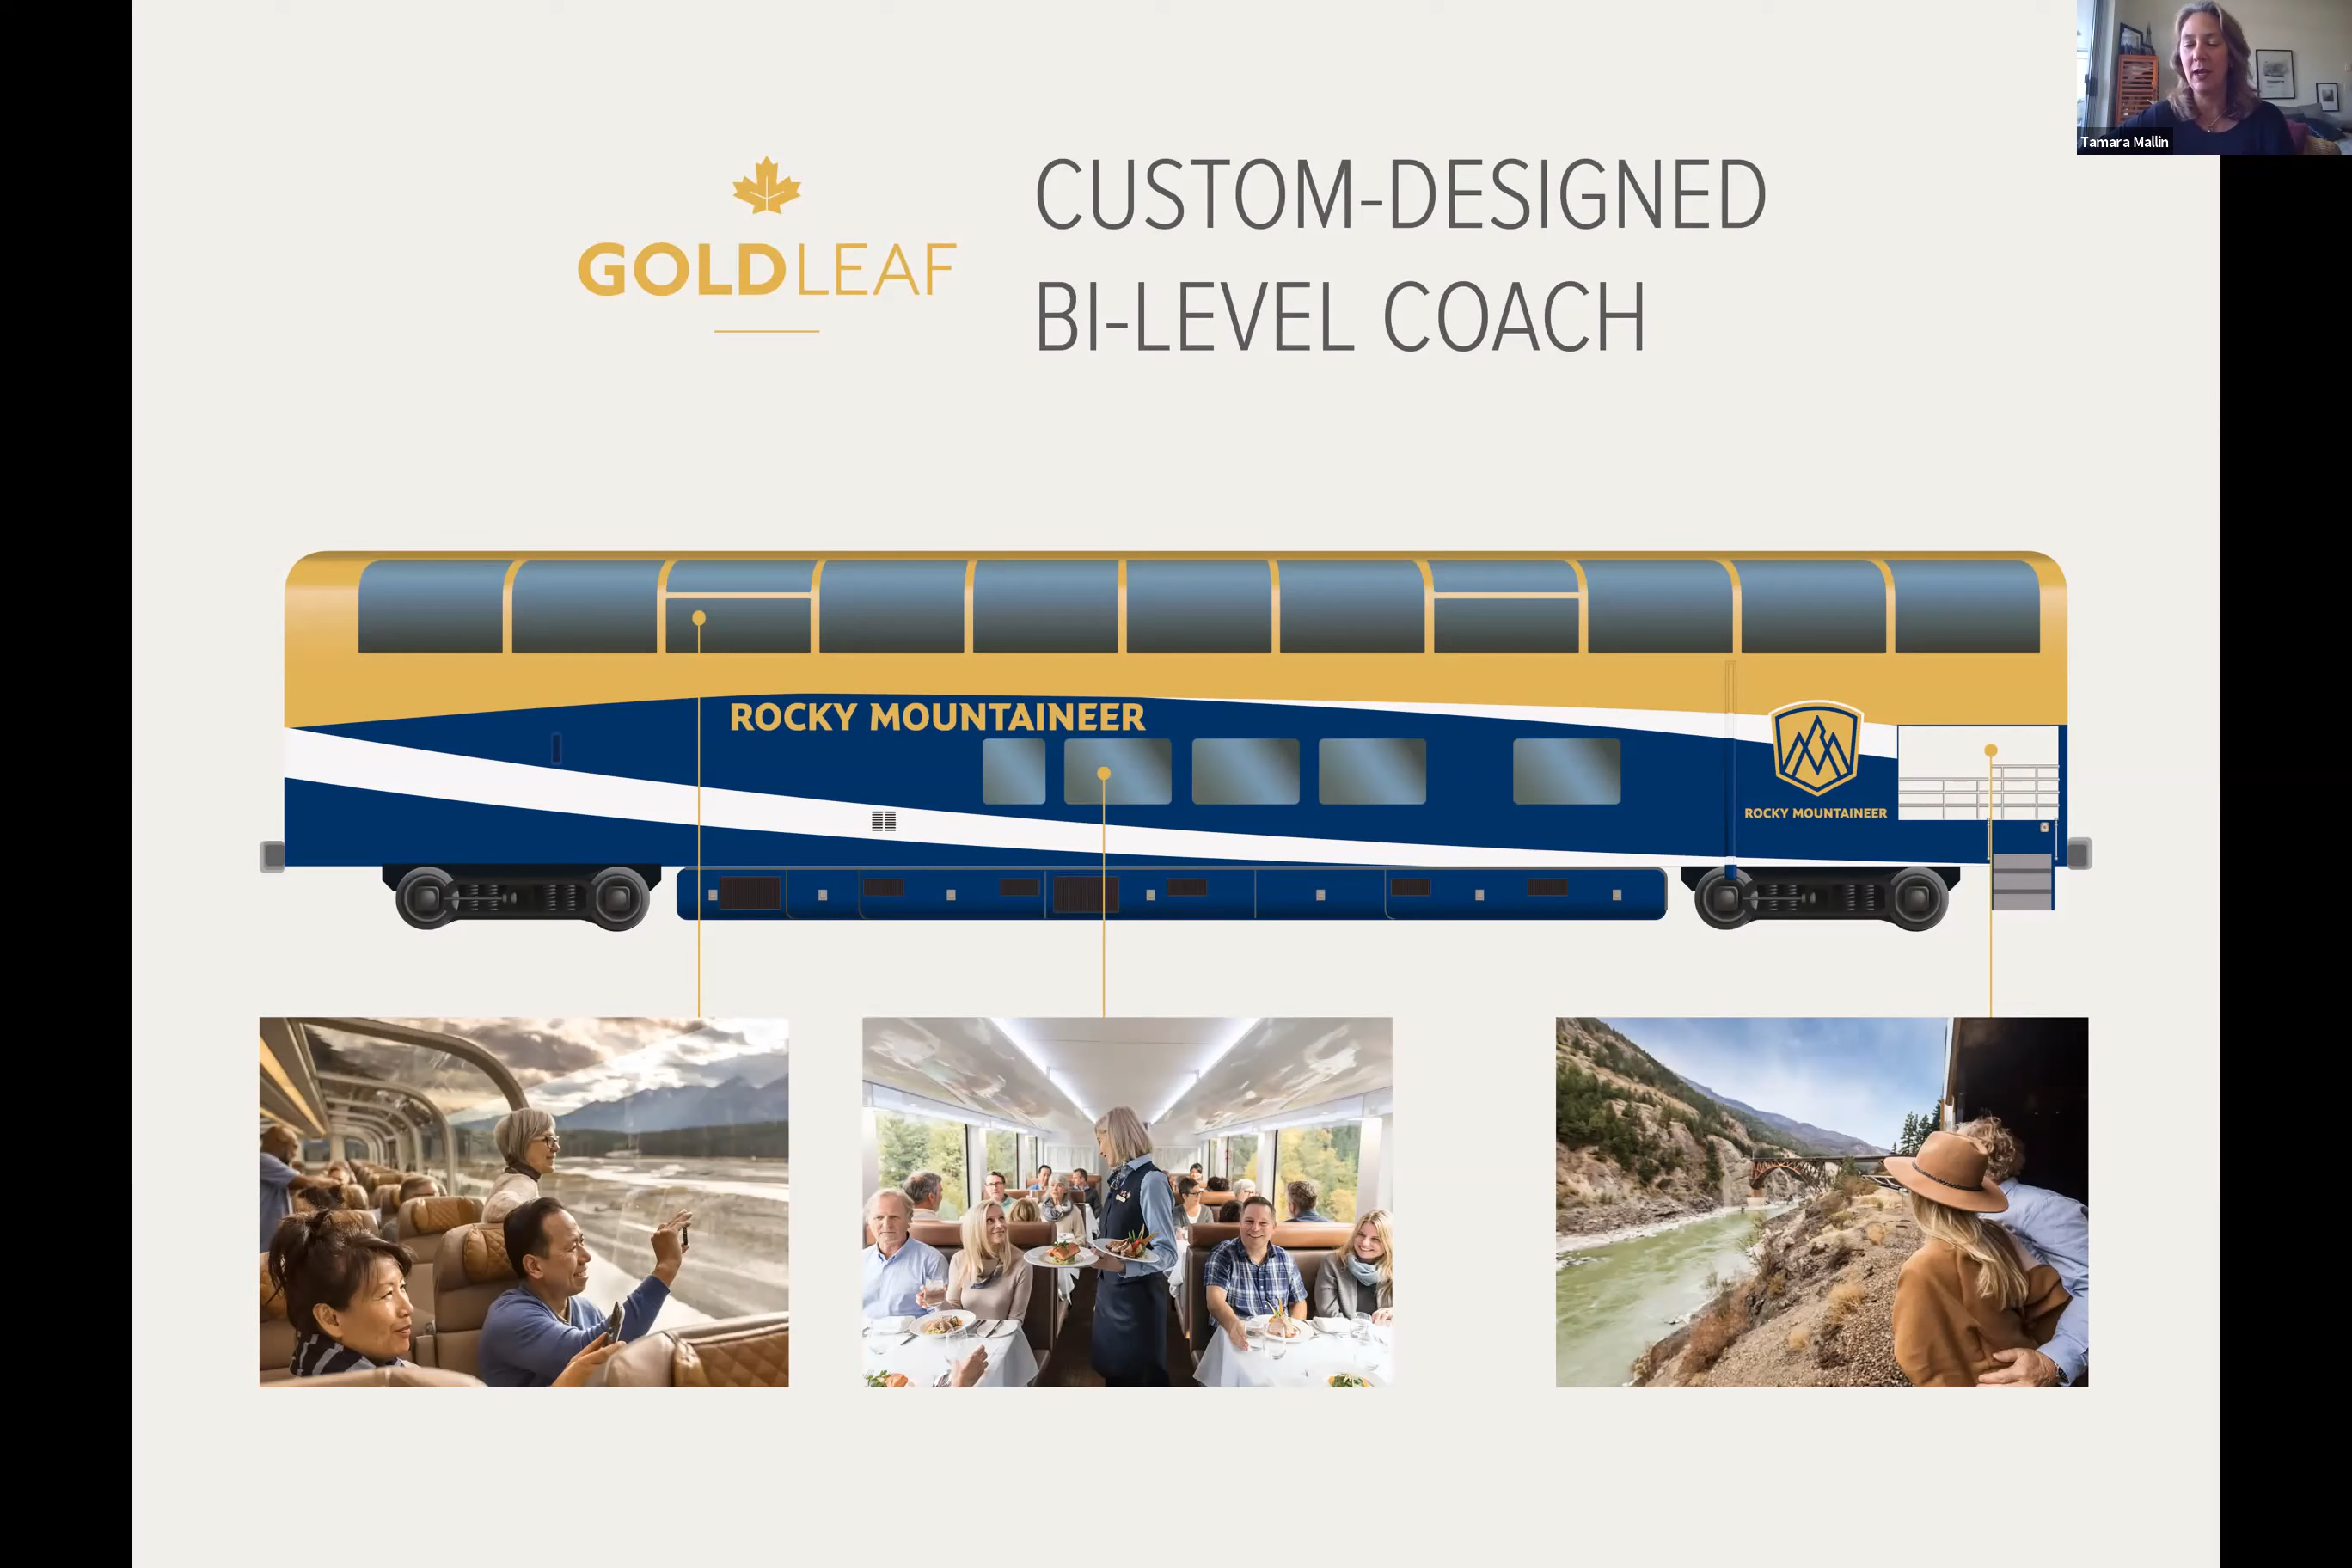 Tamara Mallin
GOLDLEAF
CUSTOM-DESIGNED
BI-LEVEL COACH
ROCKY MOUNTAINEER
ROCKY MOUNTAINEER